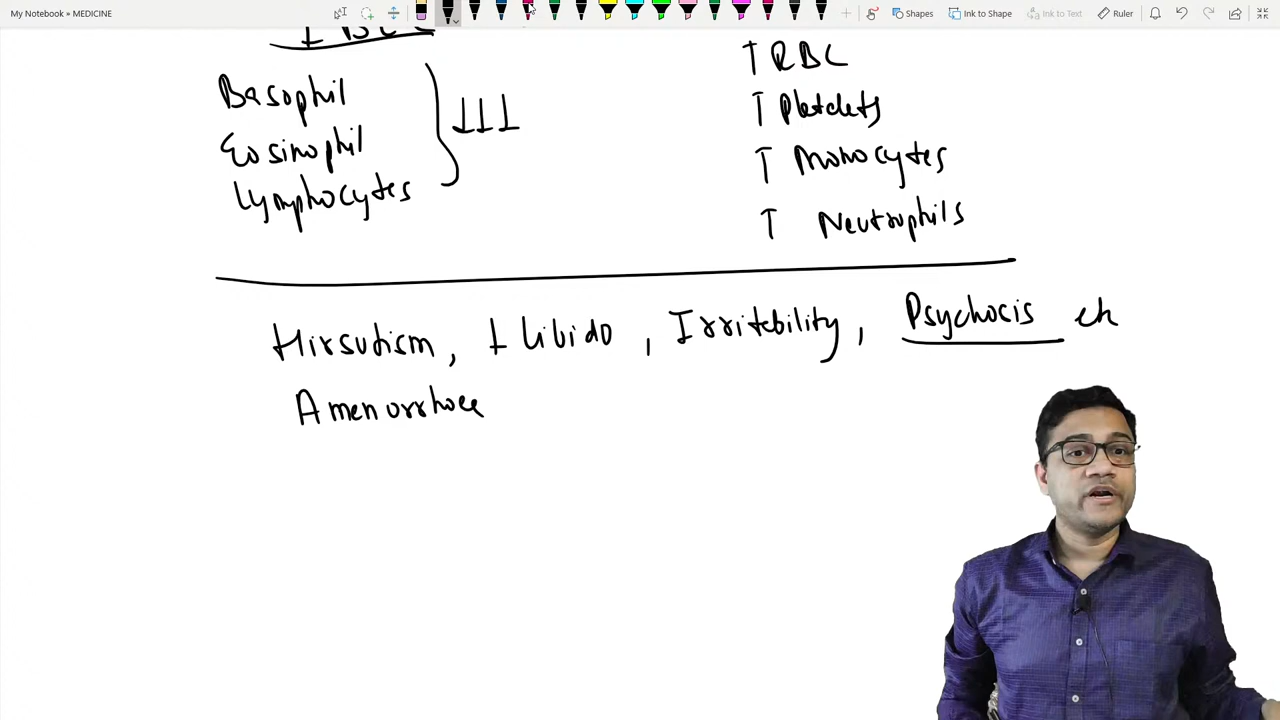 My Notebook » MEDICINE
Shapes
Ink to Shape
Ink to Text
Ruler
Basophil
Eosinophil
Lymphocytes
↓↓↓
↑ RBC
↑ Platelets
↑ Monocytes
↑ Neutrophils
Hirsutism, ↓ Libido, Irritability, Psychosis etc
Amenorrhoea